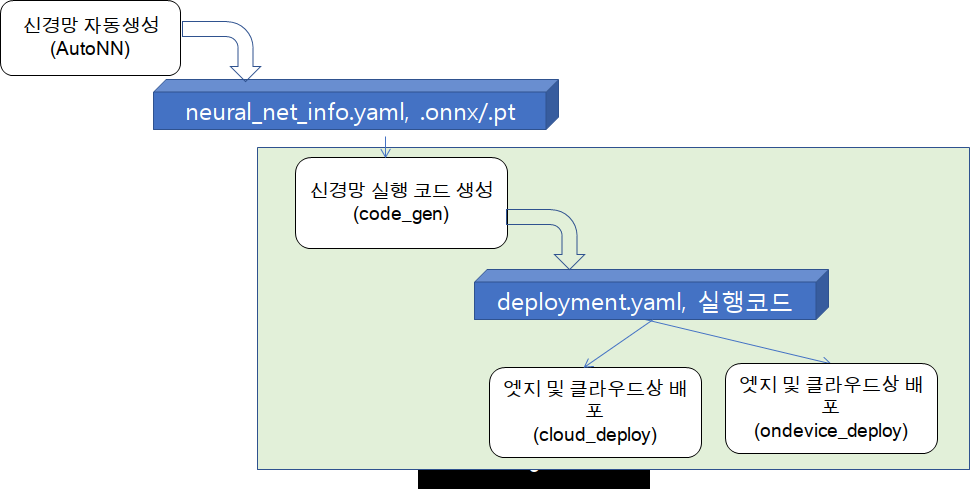 신경망 자동생성
(AutoNN)
neural_net_info.yaml, .onnx/.pt
신경망 실행 코드 생성
(code_gen)
deployment.yaml, 실행코드
엣지 및 클라우드상 배
포
(cloud_deploy)
엣지 및 클라우드상 배
포
(ondevice_deploy)